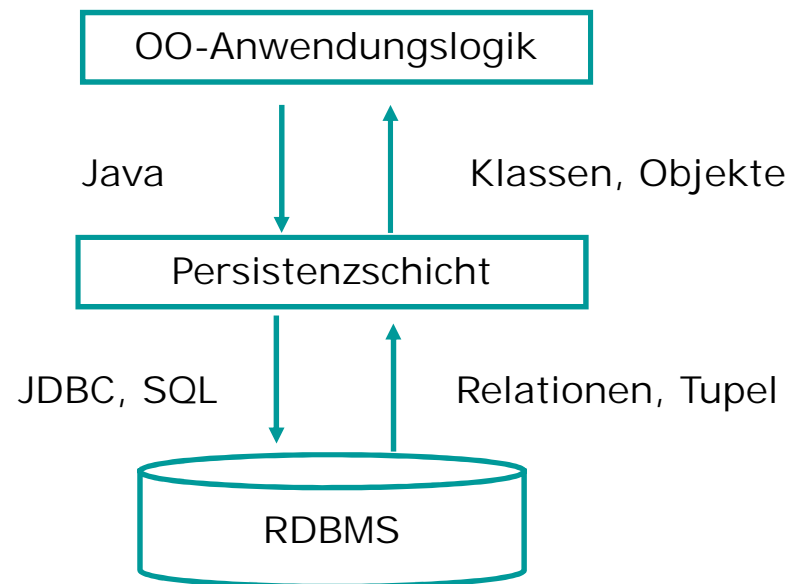 OO-Anwendungslogik
Java
Klassen, Objekte
Persistenzschicht
JDBC, SQL
Relationen, Tupel
RDBMS